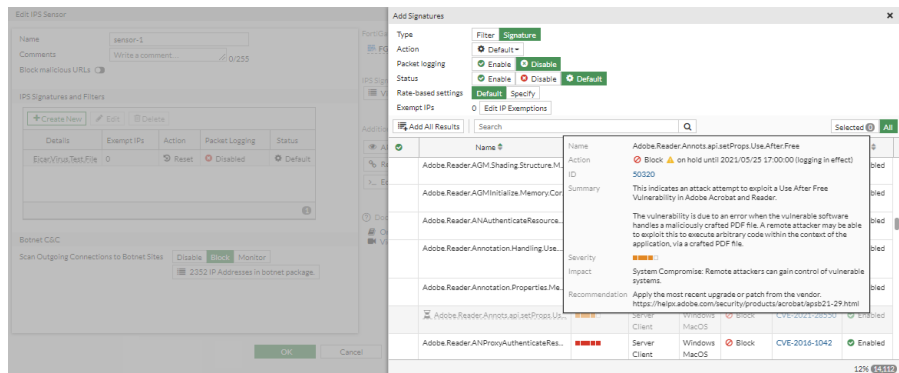 Edit IPS Sensor
Name sensor-1
Comments Write a comment... 0/255
Block malicious URLs
IPS Signatures and Filters
Create New Edit Delete
Details Exempt IPs Action Packet Logging Status
Eicar.Virus.Test.File 0 Reset Disabled Default
Botnet C&C
Scan Outgoing Connections to Botnet Sites Disable Block Monitor
2352 IP Addresses in botnet package.
OK Cancel
Add Signatures
Type Filter Signature
Action Default
Packet logging Enable Disable
Status Enable Disable Default
Rate-based settings Default Specify
Exempt IPs 0 Edit IP Exemptions
Add All Results Search Selected 0 All
Name
Adobe.Reader.AGM.Shading.Structure.M...
Adobe.Reader.AGMInitialize.Memory.Cor...
Adobe.Reader.ANAuthenticateResource...
Adobe.Reader.Annotation.Handling.Use...
Adobe.Reader.Annotation.Properties.Me...
Adobe.Reader.Annots.api.setProps.Us... Server Windows Block CVE-2021-28550 Enabled
Client MacOS
Adobe.Reader.ANProxyAuthenticateRes... Server Windows Block CVE-2016-1042 Enabled
Client MacOS
12% 14,112
Name Adobe.Reader.Annots.api.setProps.Use.After.Free
Action Block on hold until 2021/05/25 17:00:00 (logging in effect)
ID 50320
Summary This indicates an attack attempt to exploit a Use After Free
Vulnerability in Adobe Acrobat and Reader.
The vulnerability is due to an error when the vulnerable software
handles a maliciously crafted PDF file. A remote attacker may be able
to exploit this to execute arbitrary code within the context of the
application, via a crafted PDF file.
Severity
Impact System Compromise: Remote attackers can gain control of vulnerable
systems.
Recommendation Apply the most recent upgrade or patch from the vendor.
https://helpx.adobe.com/security/products/acrobat/apsb21-29.html